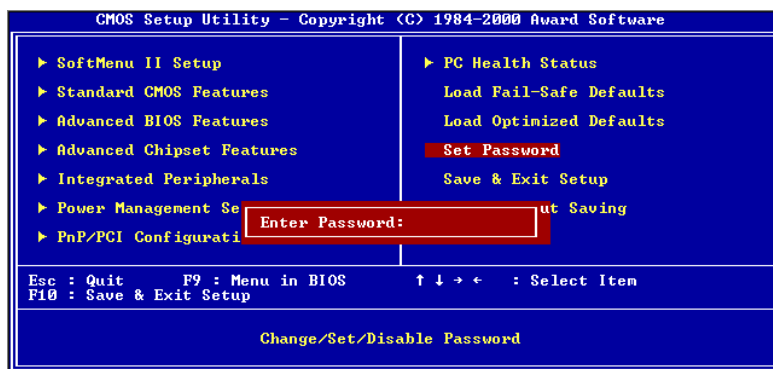 CMOS Setup Utility – Copyright (C) 1984–2000 Award Software
▶ SoftMenu II Setup
▶ Standard CMOS Features
▶ Advanced BIOS Features
▶ Advanced Chipset Features
▶ Integrated Peripherals
▶ Power Management Se
▶ PnP/PCI Configurati
▶ PC Health Status
Load Fail-Safe Defaults
Load Optimized Defaults
Set Password
Save & Exit Setup
ut Saving
Enter Password:
Esc : Quit F9 : Menu in BIOS ↑ ↓ → ← : Select Item
F10 : Save & Exit Setup
Change/Set/Disable Password